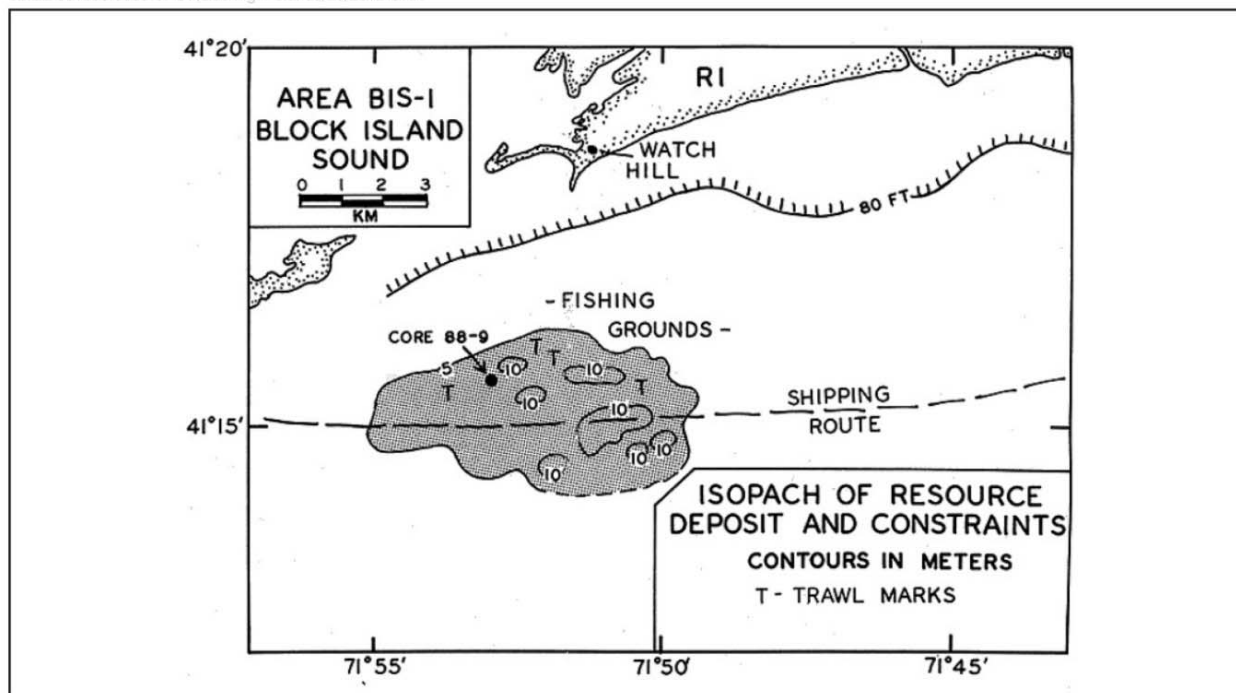 41°20'
AREA BIS-1
BLOCK ISLAND
SOUND
0 1 2 3
KM
RI
WATCH
HILL
80 FT
- FISHING
GROUNDS -
CORE 88-9
T
T
5
10
10
T
T
10
10
SHIPPING
ROUTE
41°15'
10
10
10
ISOPACH OF RESOURCE
DEPOSIT AND CONSTRAINTS
CONTOURS IN METERS
T - TRAWL MARKS
71°55'
71°50'
71°45'